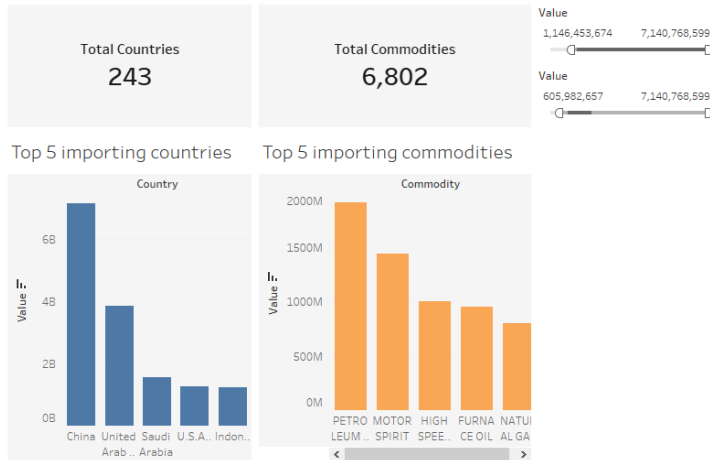 Total Countries
243
Total Commodities
6,802
Value
1,146,453,674 7,140,768,599
Value
605,982,657 7,140,768,599
Top 5 importing countries
Country
Value
6B
4B
2B
0B
China United Arab .. Saudi Arabia U.S.A.. Indon..
Top 5 importing commodities
Commodity
Value
2000M
1500M
1000M
500M
0M
PETRO MOTOR HIGH FURNA NATU
LEUM .. SPIRIT SPEE.. CE OIL AL GA